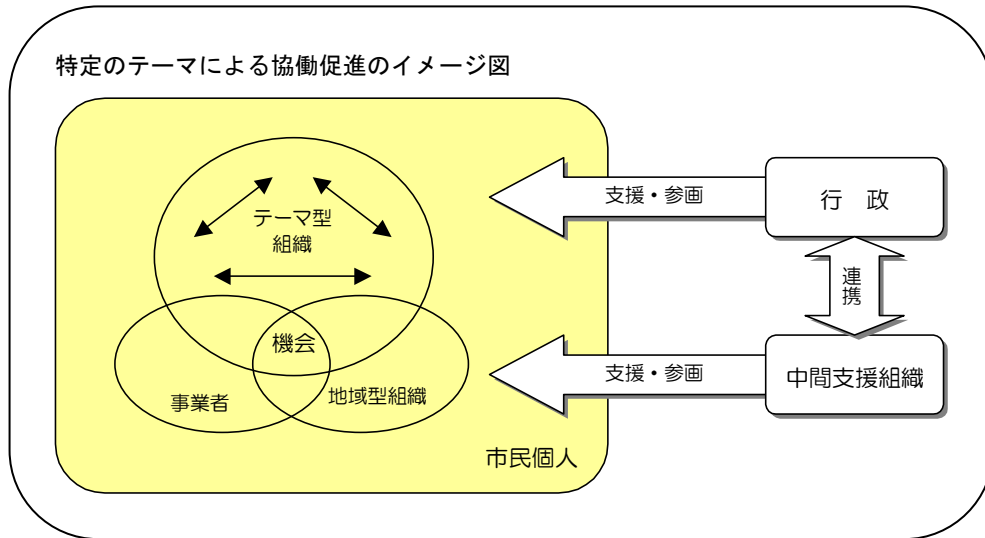 特定のテーマによる協働促進のイメージ図
テーマ型
組織
機会
事業者
地域型組織
市民個人
支援・参画
行　政
連携
支援・参画
中間支援組織